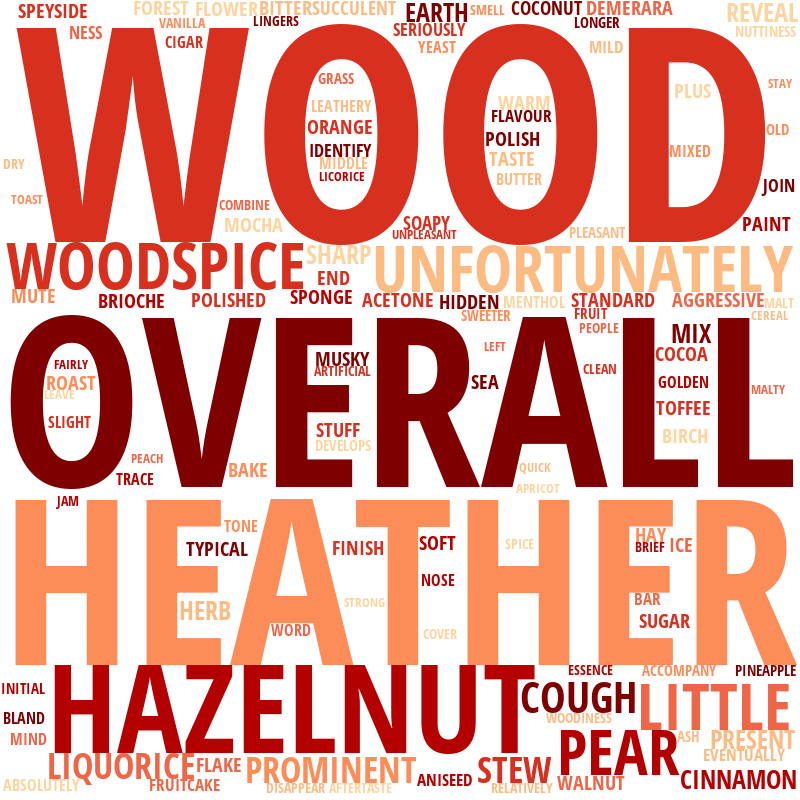 SPEYSIDE
FOREST
FLOWER
BITTER
SUCCULENT
EARTH
SMELL
COCONUT
DEMERARA
REVEAL
NESS
VANILLA
LINGERS
CIGAR
SERIOUSLY
YEAST
LONGER
MILD
NUTTINESS
WOOD
GRASS
LEATHERY
ORANGE
IDENTIFY
MIDDLE
LICORICE
WARM
FLAVOUR
POLISH
TASTE
BUTTER
PLUS
STAY
OLD
MIXED
DRY
TOAST
JOIN
COMBINE
MOCHA
SOAPY
UNPLEASANT
PLEASANT
PAINT
WOODSPICE
SHARP
END
UNFORTUNATELY
MUTE
BRIOCHE
POLISHED
SPONGE
ACETONE
HIDDEN
MENTHOL
STANDARD
AGGRESSIVE
MALT
SWEETER
FRUIT
CEREAL
PEOPLE
OVERALL
MIX
LEFT
COCOA
FAIRLY
MUSKY
ARTIFICIAL
CLEAN
ROAST
SEA
GOLDEN
MALTY
LEAVE
TOFFEE
SLIGHT
STUFF
BIRCH
DEVELOPS
PEACH
BAKE
QUICK
TRACE
APRICOT
JAM
HEATHER
TONE
HAY
TYPICAL
FINISH
SOFT
SPICE
BRIEF
ICE
NOSE
HERB
STRONG
BAR
WORD
COVER
SUGAR
HAZELNUT
ESSENCE
ACCOMPANY
PINEAPPLE
INITIAL
COUGH
LITTLE
BLAND
WOODINESS
MIND
PEAR
ASH
PRESENT
EVENTUALLY
LIQUORICE
FLAKE
PROMINENT
STEW
ABSOLUTELY
FRUITCAKE
DISAPPEAR
AFTERTASTE
ANISEED
RELATIVELY
WALNUT
CINNAMON